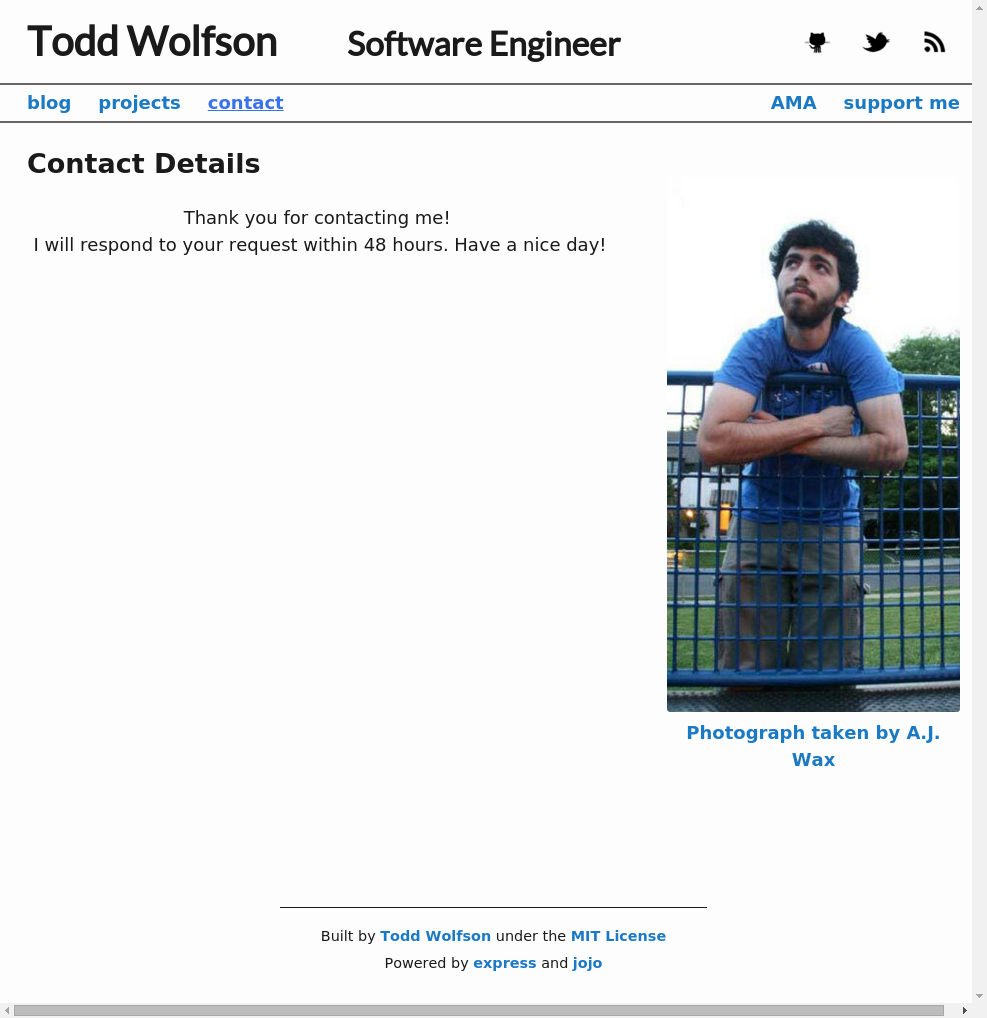 Todd Wolfson
Software Engineer
blog projects contact AMA support me
Contact Details
Thank you for contacting me!
I will respond to your request within 48 hours. Have a nice day!
Photograph taken by A.J.
Wax
Built by Todd Wolfson under the MIT License
Powered by express and jojo